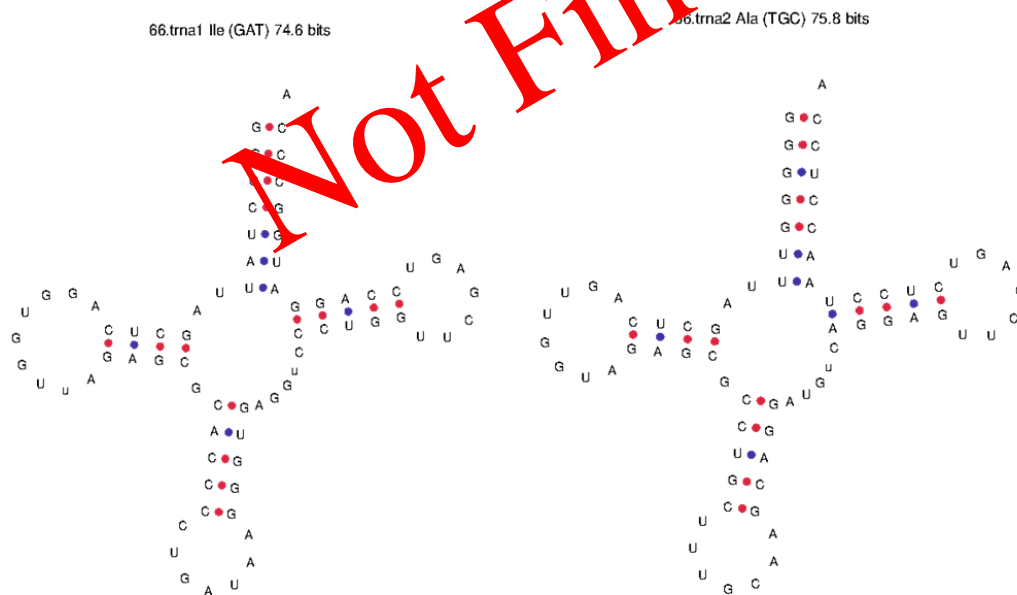 66.trna1 Ile (GAT) 74.6 bits
6.trna2 Ala (TGC) 75.8 bits
Not Fin
A
G C
C
C
C G
U G
A U
U A
U A
G C U C
A G G U G G U u A
G A G C
G
C A C C C
C U G A U A A
G G G U G
A G G u C
C C U G G
U U C G A G U
C C A G G
A
G C
G C
G U
G C
G C
U A
U A
U A
G C U C
A G U U G G U A
G A G C
G
C C U G C
U U U G C A A
G C A G G
A U G u C
A G G A G
U U C A G U
C U C C U